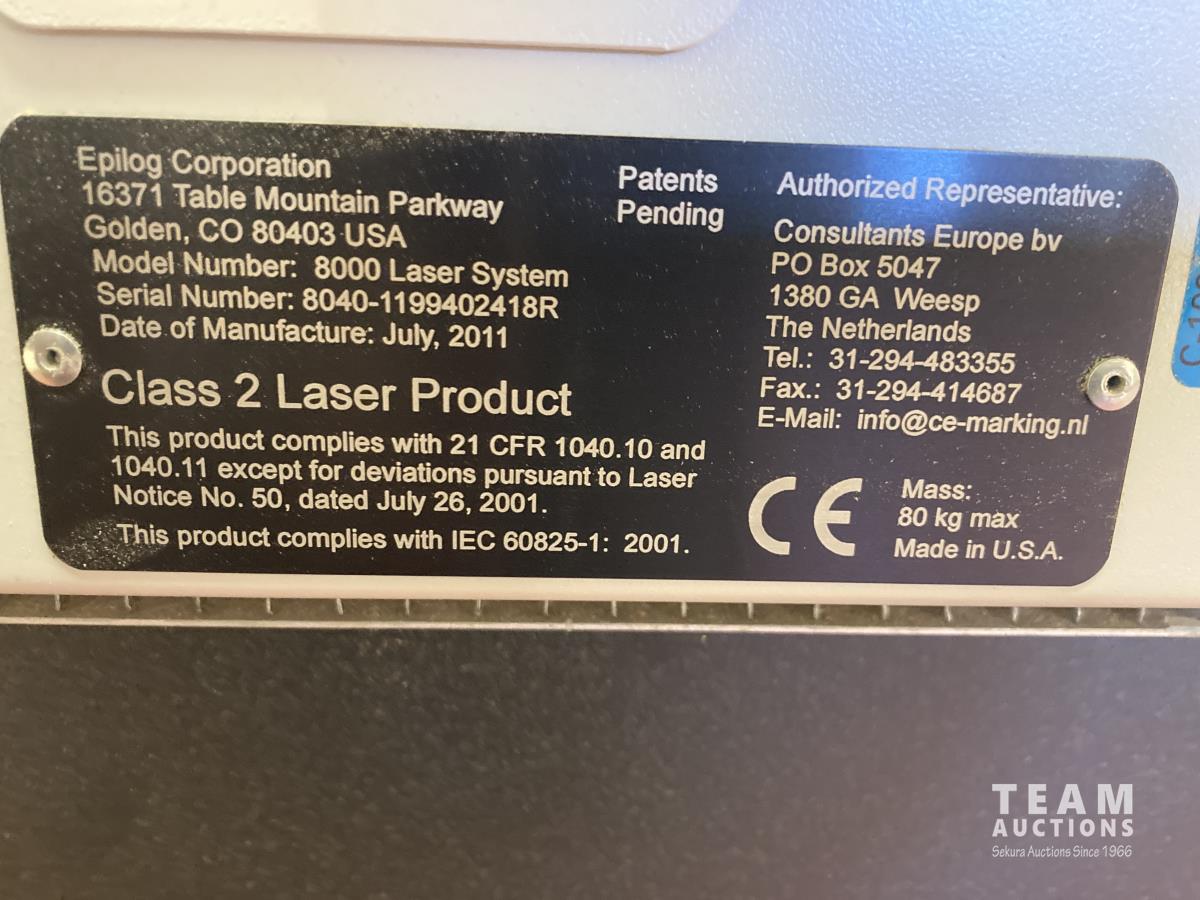 Epilog Corporation
16371 Table Mountain Parkway
Golden, CO 80403 USA
Model Number: 8000 Laser System
Serial Number: 8040-1199402418R
Date of Manufacture: July, 2011
Class 2 Laser Product
This product complies with 21 CFR 1040.10 and
1040.11 except for deviations pursuant to Laser
Notice No. 50, dated July 26, 2001.
This product complies with IEC 60825-1: 2001.
Patents
Pending
Authorized Representative:
Consultants Europe bv
PO Box 5047
1380 GA Weesp
The Netherlands
Tel.: 31-294-483355
Fax.: 31-294-414687
E-Mail: info@ce-marking.nl
CE
Mass:
80 kg max
Made in U.S.A.
TEAM
AUCTIONS
Sekura Auctions Since 1966